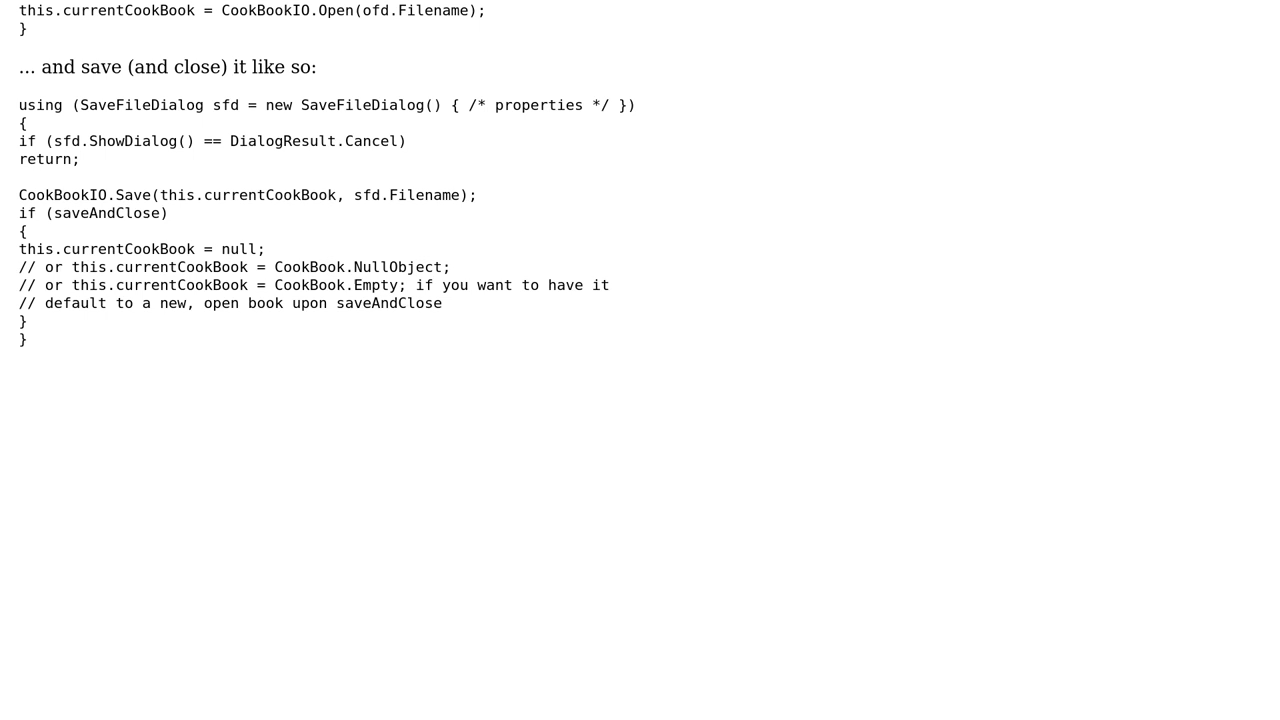 this.currentCookBook = CookBookIO.Open(ofd.Filename);
}
... and save (and close) it like so:
using (SaveFileDialog sfd = new SaveFileDialog() { /* properties */ })
{
if (sfd.ShowDialog() == DialogResult.Cancel)
return;
CookBookIO.Save(this.currentCookBook, sfd.Filename);
if (saveAndClose)
{
this.currentCookBook = null;
// or this.currentCookBook = CookBook.NullObject;
// or this.currentCookBook = CookBook.Empty; if you want to have it
// default to a new, open book upon saveAndClose
}
}